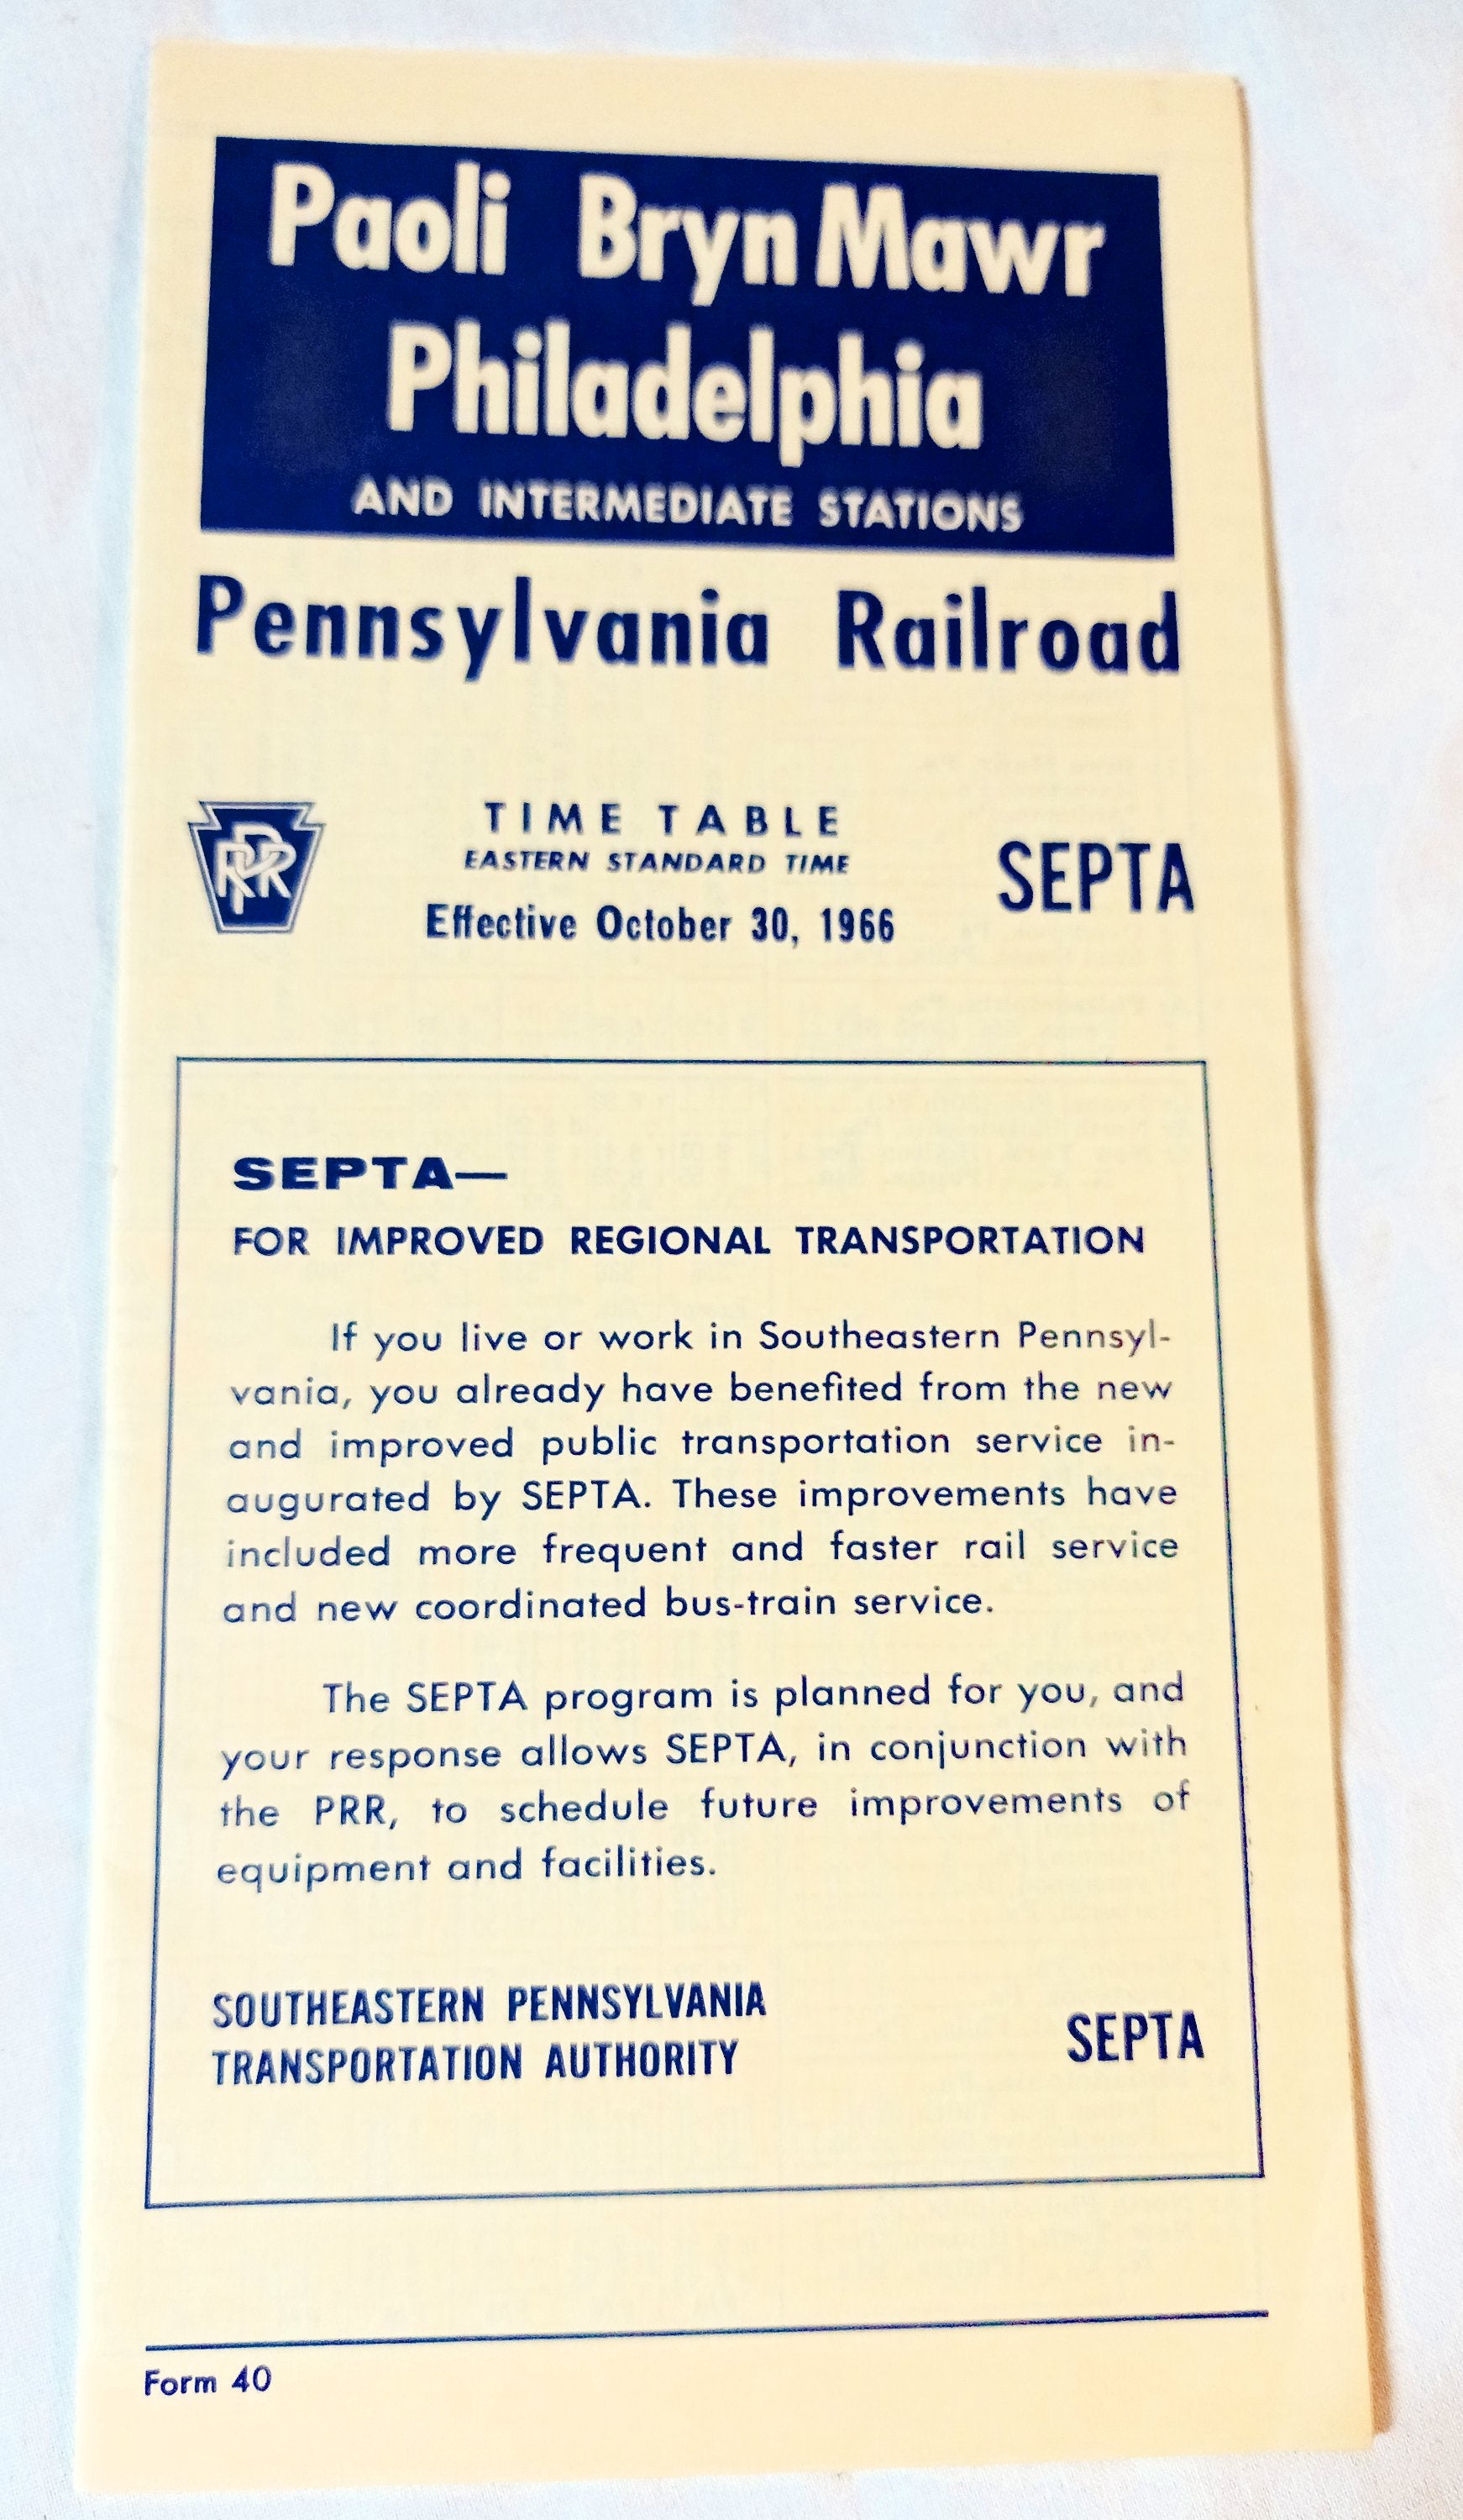 Paoli Bryn Mawr
Philadelphia
AND INTERMEDIATE STATIONS
Pennsylvania Railroad
PRR
TIME TABLE
EASTERN STANDARD TIME
Effective October 30, 1966
SEPTA
SEPTA—
FOR IMPROVED REGIONAL TRANSPORTATION
If you live or work in Southeastern Pennsyl-
vania, you already have benefited from the new
and improved public transportation service in-
augurated by SEPTA. These improvements have
included more frequent and faster rail service
and new coordinated bus-train service.
The SEPTA program is planned for you, and
your response allows SEPTA, in conjunction with
the PRR, to schedule future improvements of
equipment and facilities.
SOUTHEASTERN PENNSYLVANIA
TRANSPORTATION AUTHORITY
SEPTA
Form 40